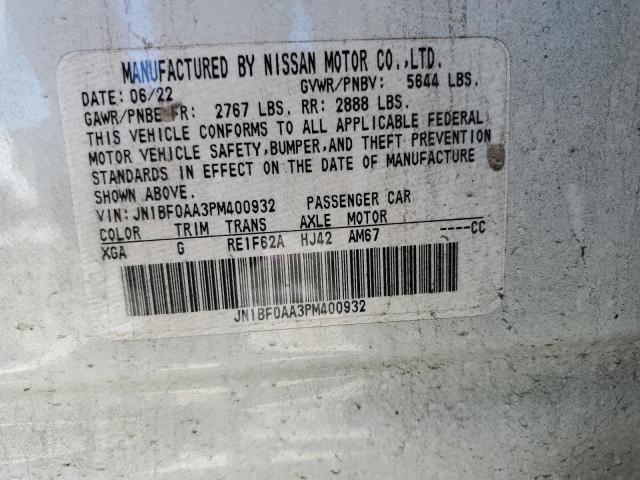 MANUFACTURED BY NISSAN MOTOR CO.,LTD.
DATE: 06/22 GVWR/PNBV: 5644 LBS.
GAWR/PNBE FR: 2767 LBS. RR: 2888 LBS.
THIS VEHICLE CONFORMS TO ALL APPLICABLE FEDERAL
MOTOR VEHICLE SAFETY,BUMPER,AND THEFT PREVENTION
STANDARDS IN EFFECT ON THE DATE OF MANUFACTURE
SHOWN ABOVE.
VIN: JN1BF0AA3PM400932 PASSENGER CAR
COLOR TRIM TRANS AXLE MOTOR
XGA G RE1F62A HJ42 AM67 ----CC
JN1BF0AA3PM400932